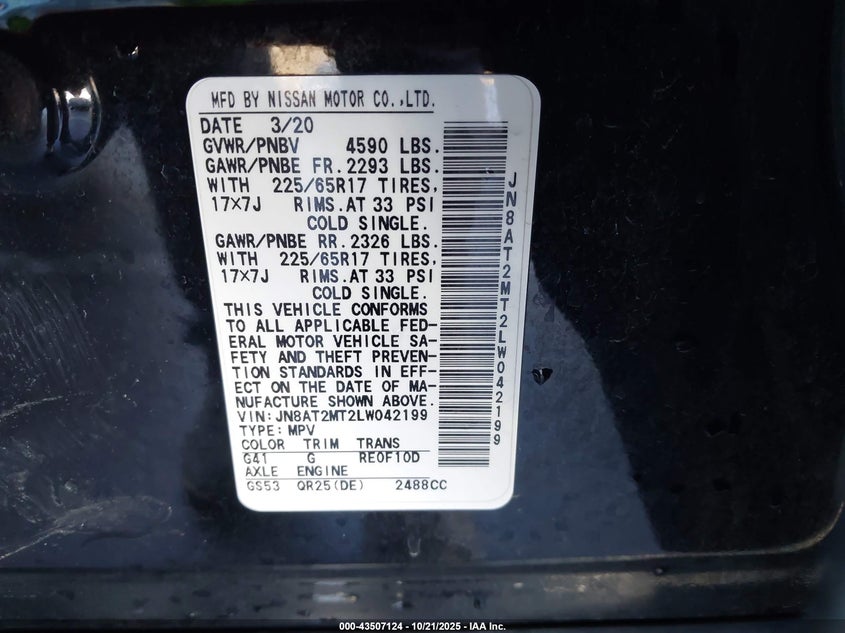 MFD BY NISSAN MOTOR CO.,LTD.
DATE 3/20
GVWR/PNBV 4590 LBS.
GAWR/PNBE FR. 2293 LBS.
WITH 225/65R17 TIRES,
17×7J RIMS.AT 33 PSI
COLD SINGLE.
GAWR/PNBE RR. 2326 LBS.
WITH 225/65R17 TIRES,
17×7J RIMS.AT 33 PSI
COLD SINGLE.
THIS VEHICLE CONFORMS
TO ALL APPLICABLE FED-
ERAL MOTOR VEHICLE SA-
FETY AND THEFT PREVEN-
TION STANDARDS IN EFF-
ECT ON THE DATE OF MA-
NUFACTURE SHOWN ABOVE.
VIN: JN8AT2MT2LW042199
TYPE: MPV
COLOR TRIM TRANS
G41 G RE0F10D
AXLE ENGINE
GS53 QR25(DE) 2488CC
JN8AT2MT2LW042199
000-43507124 - 10/21/2025 - IAA Inc.